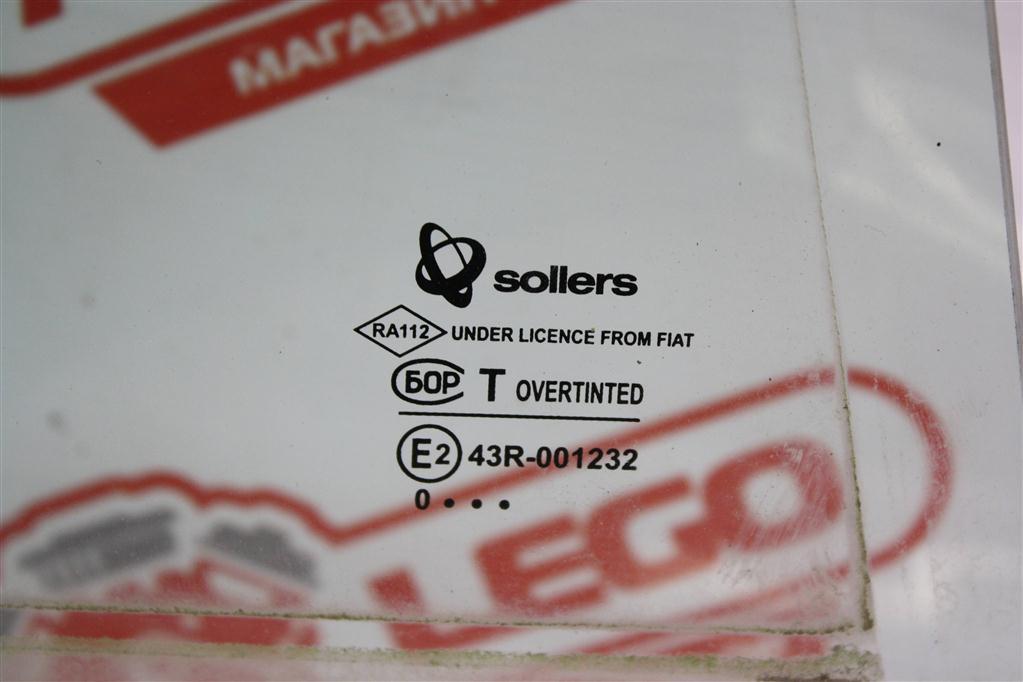 МАГАЗИН
sollers
RA112 UNDER LICENCE FROM FIAT
БОР T OVERTINTED
E2 43R-001232
0 • • •
LEGO